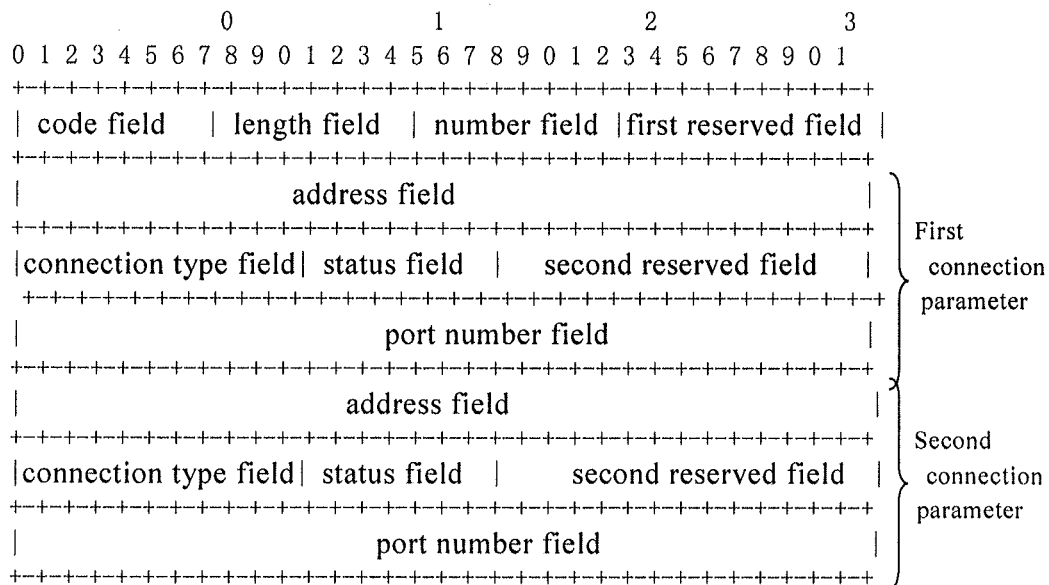 0 1 2 3
0 1 2 3 4 5 6 7 8 9 0 1 2 3 4 5 6 7 8 9 0 1 2 3 4 5 6 7 8 9 0 1
+-+-+-+-+-+-+-+-+-+-+-+-+-+-+-+-+-+-+-+-+-+-+-+-+-+-+-+-+-+-+-+-+
| code field | length field | number field |first reserved field |
+-+-+-+-+-+-+-+-+-+-+-+-+-+-+-+-+-+-+-+-+-+-+-+-+-+-+-+-+-+-+-+-+
| address field |
+-+-+-+-+-+-+-+-+-+-+-+-+-+-+-+-+-+-+-+-+-+-+-+-+-+-+-+-+-+-+-+-+
|connection type field| status field | second reserved field |
+-+-+-+-+-+-+-+-+-+-+-+-+-+-+-+-+-+-+-+-+-+-+-+-+-+-+-+-+-+-+-+-+
| port number field |
+-+-+-+-+-+-+-+-+-+-+-+-+-+-+-+-+-+-+-+-+-+-+-+-+-+-+-+-+-+-+-+-+
First
connection
parameter
| address field |
+-+-+-+-+-+-+-+-+-+-+-+-+-+-+-+-+-+-+-+-+-+-+-+-+-+-+-+-+-+-+-+-+
|connection type field| status field | second reserved field |
+-+-+-+-+-+-+-+-+-+-+-+-+-+-+-+-+-+-+-+-+-+-+-+-+-+-+-+-+-+-+-+-+
| port number field |
+-+-+-+-+-+-+-+-+-+-+-+-+-+-+-+-+-+-+-+-+-+-+-+-+-+-+-+-+-+-+-+-+
Second
connection
parameter